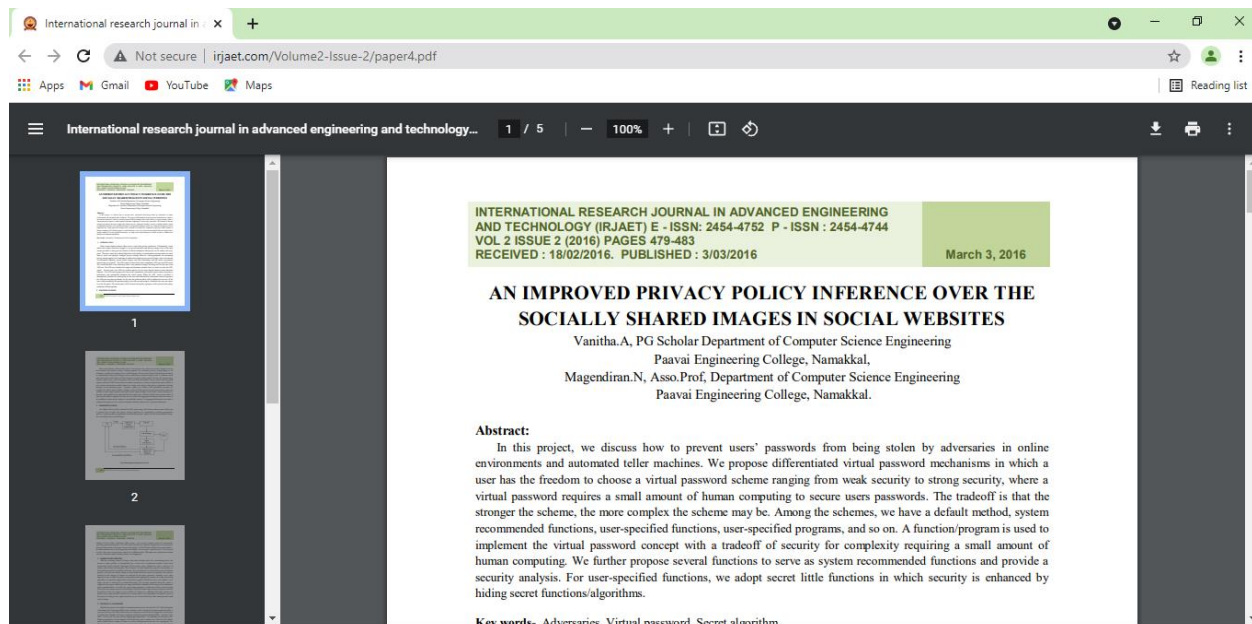 International research journal in
Not secure | irjaet.com/Volume2-Issue-2/paper4.pdf
Apps Gmail YouTube Maps Reading list
International research journal in advanced engineering and technology... 1 / 5 100%
1
2
INTERNATIONAL RESEARCH JOURNAL IN ADVANCED ENGINEERING
AND TECHNOLOGY (IRJAET) E - ISSN: 2454-4752 P - ISSN : 2454-4744
VOL 2 ISSUE 2 (2016) PAGES 479-483
RECEIVED : 18/02/2016. PUBLISHED : 3/03/2016 March 3, 2016
AN IMPROVED PRIVACY POLICY INFERENCE OVER THE
SOCIALLY SHARED IMAGES IN SOCIAL WEBSITES
Vanitha.A, PG Scholar Department of Computer Science Engineering
Paavai Engineering College, Namakkal,
Magendiran.N, Asso.Prof, Department of Computer Science Engineering
Paavai Engineering College, Namakkal.
Abstract:
In this project, we discuss how to prevent users' passwords from being stolen by adversaries in online
environments and automated teller machines. We propose differentiated virtual password mechanisms in which a
user has the freedom to choose a virtual password scheme ranging from weak security to strong security, where a
virtual password requires a small amount of human computing to secure users passwords. The tradeoff is that the
stronger the scheme, the more complex the scheme may be. Among the schemes, we have a default method, system
recommended functions, user-specified functions, user-specified programs, and so on. A function/program is used to
implement the virtual password concept with a tradeoff of security for complexity requiring a small amount of
human computing. We further propose several functions to serve as system recommended functions and provide a
security analysis. For user-specified functions, we adopt secret little functions in which security is enhanced by
hiding secret functions/algorithms.
Key words- Adversaries, Virtual password, Secret algorithm